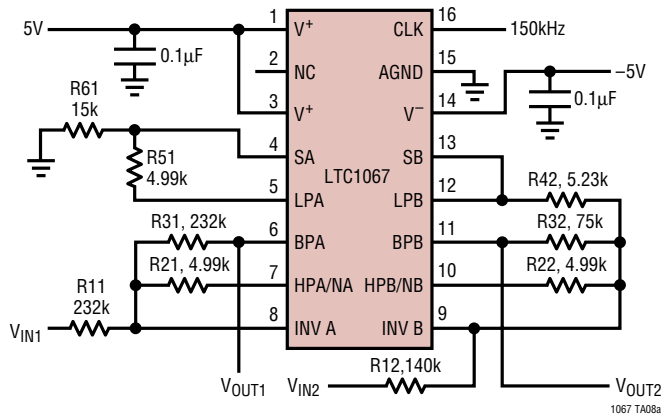 5V
0.1µF
R61
15k
R51
4.99k
R31, 232k
R21, 4.99k
R11
232k
VIN1
VOUT1
1
2
3
4
5
6
7
8
V+
NC
V+
SA
LPA
BPA
HPA/NA
INV A
LTC1067
CLK
AGND
V−
SB
LPB
BPB
HPB/NB
INV B
16
15
14
13
12
11
10
9
150kHz
−5V
0.1µF
R42, 5.23k
R32, 75k
R22, 4.99k
R12,140k
VIN2
VOUT2
1067 TA08a